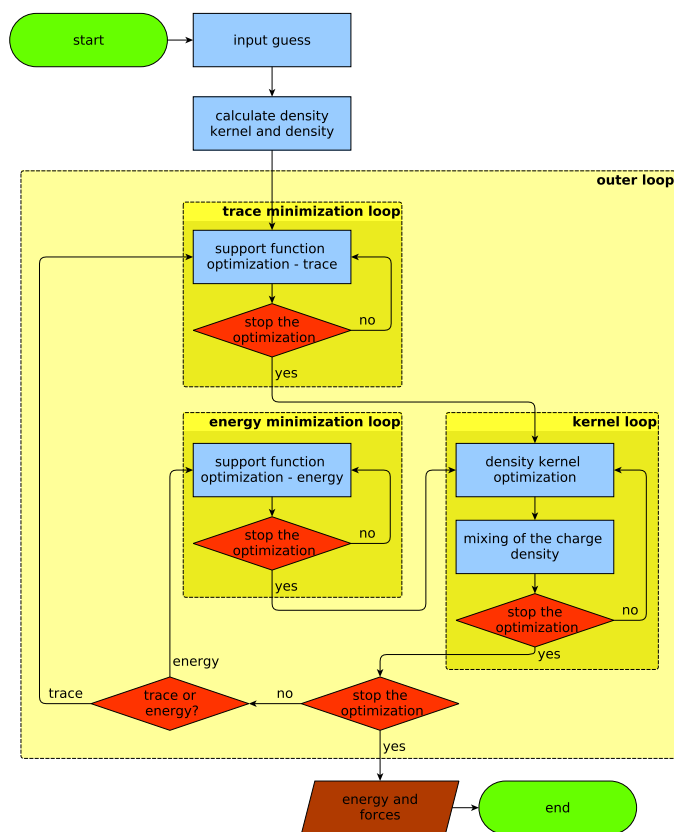 start
input guess
calculate density
kernel and density
outer loop
trace minimization loop
support function
optimization - trace
stop the
optimization
no
yes
energy minimization loop
support function
optimization - energy
stop the
optimization
no
yes
kernel loop
density kernel
optimization
mixing of the charge
density
stop the
optimization
no
yes
energy
trace
trace or
energy?
no
stop the
optimization
yes
energy and
forces
end